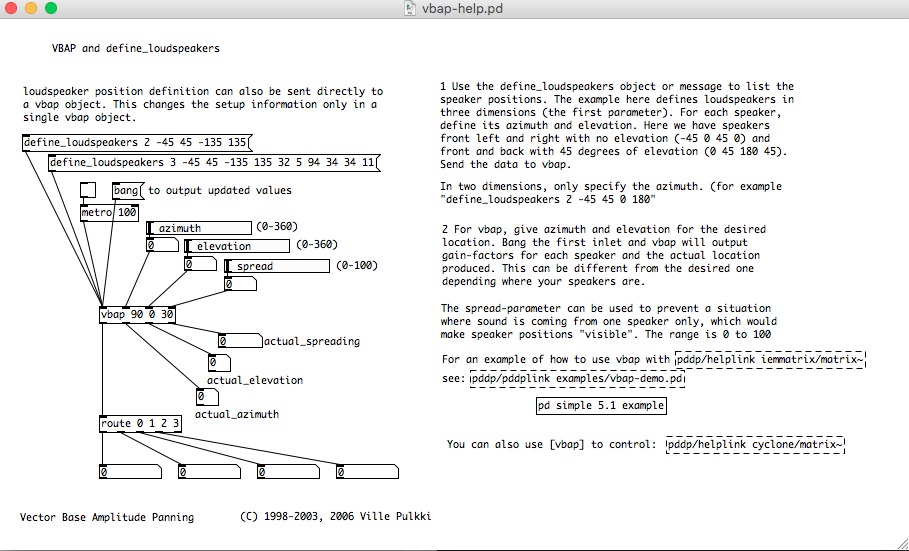 vbap-help.pd
VBAP and define_loudspeakers
loudspeaker position definition can also be sent directly to
a vbap object. This changes the setup information only in a
single vbap object.
define_loudspeakers 2 -45 45 -135 135
define_loudspeakers 3 -45 45 -135 135 32 5 94 34 34 11
bang to output updated values
metro 100
azimuth (0-360)
0
elevation (0-360)
0
spread (0-100)
0
vbap 90 0 30
0 actual_spreading
0
actual_elevation
0
actual_azimuth
route 0 1 2 3
0 0 0 0
Vector Base Amplitude Panning (C) 1998-2003, 2006 Ville Pulkki
1 Use the define_loudspeakers object or message to list the
speaker positions. The example here defines loudspeakers in
three dimensions (the first parameter). For each speaker,
define its azimuth and elevation. Here we have speakers
front left and right with no elevation (-45 0 45 0) and
front and back with 45 degrees of elevation (0 45 180 45).
Send the data to vbap.
In two dimensions, only specify the azimuth. (for example
"define_loudspeakers 2 -45 45 0 180"
2 For vbap, give azimuth and elevation for the desired
location. Bang the first inlet and vbap will output
gain-factors for each speaker and the actual location
produced. This can be different from the desired one
depending where your speakers are.
The spread-parameter can be used to prevent a situation
where sound is coming from one speaker only, which would
make speaker positions "visible". The range is 0 to 100
For an example of how to use vbap with pddp/helplink iemmatrix/matrix~
see: pddp/pddplink examples/vbap-demo.pd
pd simple 5.1 example
You can also use [vbap] to control: pddp/helplink cyclone/matrix~